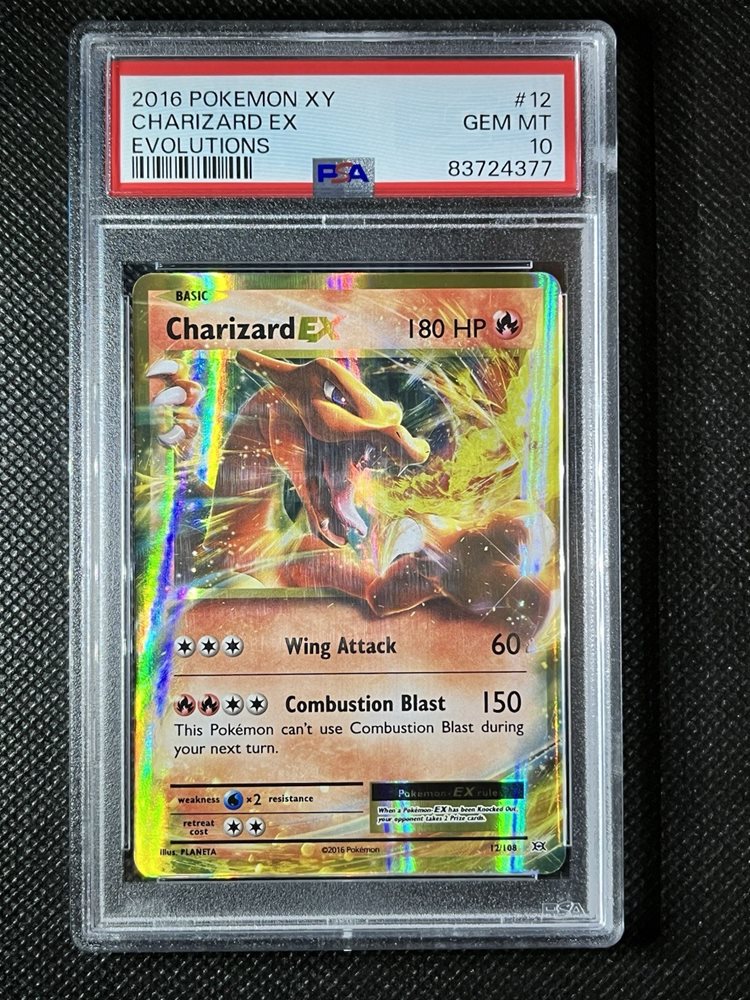 2016 POKEMON XY #12
CHARIZARD EX GEM MT
EVOLUTIONS 10
PSA 83724377
BASIC
Charizard EX 180 HP
Wing Attack 60
Combustion Blast 150
This Pokémon can't use Combustion Blast during
your next turn.
weakness ×2 resistance
Pokémon-EX rule
When a Pokémon-EX has been Knocked Out,
your opponent takes 2 Prize cards.
retreat
cost
Illus. PLANETA ©2016 Pokémon 12/108
PSA